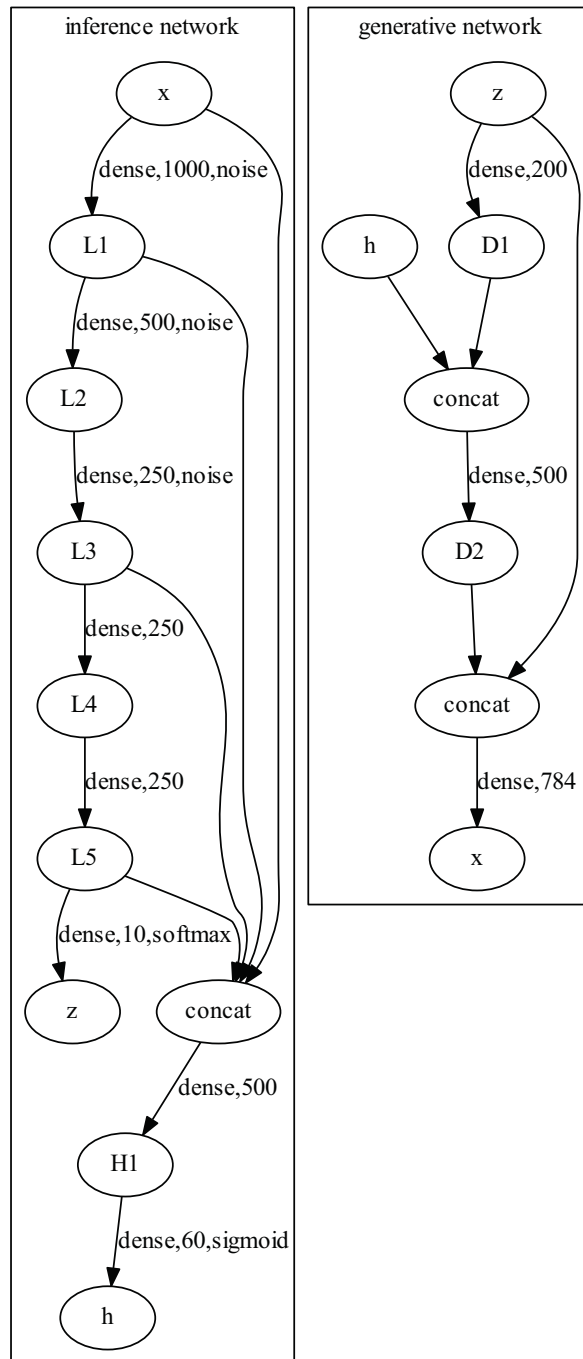 inference network
x
dense,1000,noise
L1
dense,500,noise
L2
dense,250,noise
L3
dense,250
L4
dense,250
L5
dense,10,softmax
z
concat
dense,500
H1
dense,60,sigmoid
h
generative network
z
dense,200
h
D1
concat
dense,500
D2
concat
dense,784
x